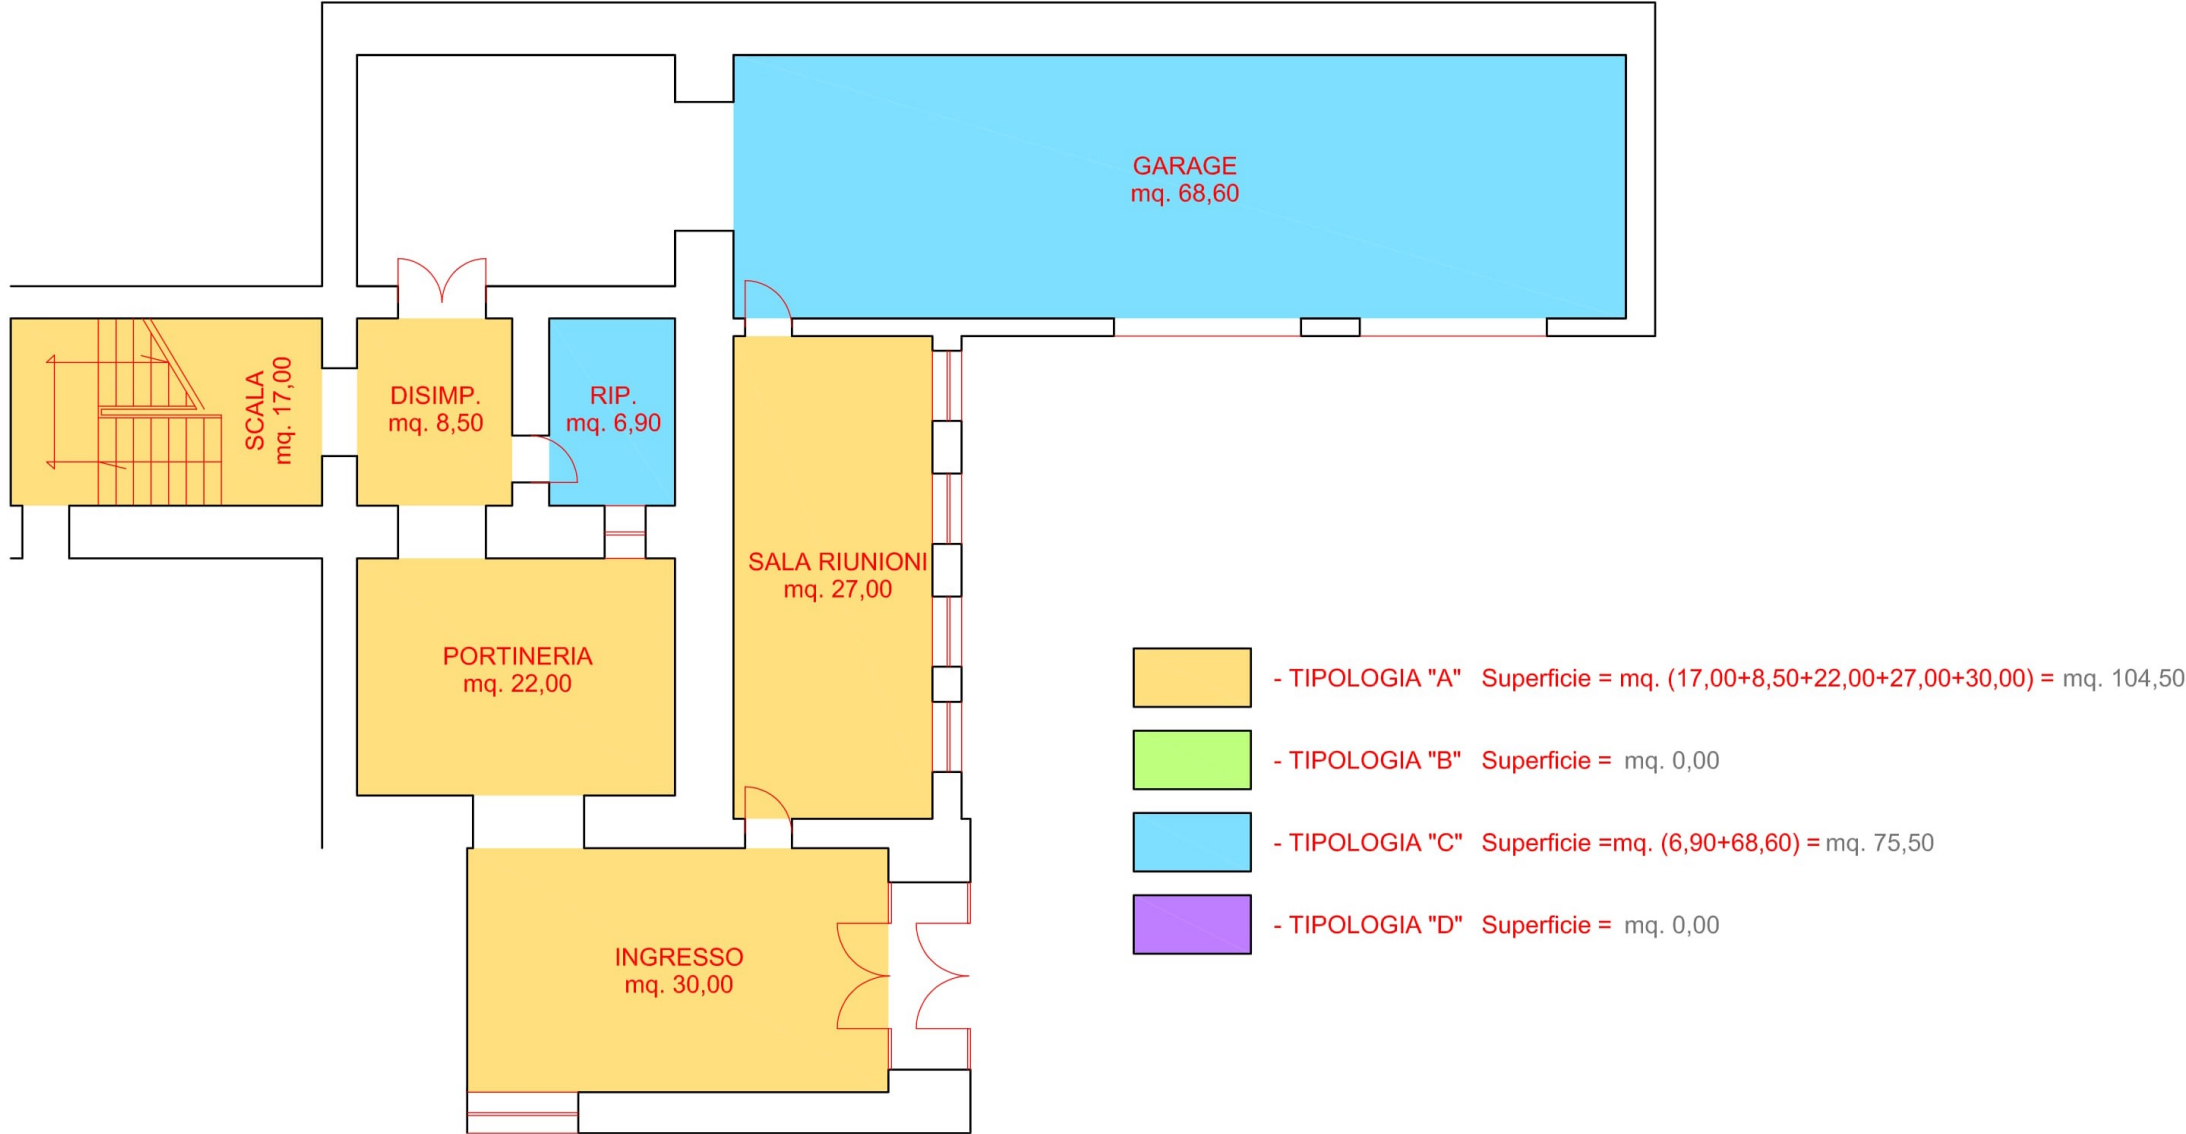 GARAGE
mq. 68,60
SCALA
mq. 17,00
DISIMP.
mq. 8,50
RIP.
mq. 6,90
SALA RIUNIONI
mq. 27,00
PORTINERIA
mq. 22,00
INGRESSO
mq. 30,00
- TIPOLOGIA "A" Superficie = mq. (17,00+8,50+22,00+27,00+30,00) = mq. 104,50
- TIPOLOGIA "B" Superficie = mq. 0,00
- TIPOLOGIA "C" Superficie =mq. (6,90+68,60) = mq. 75,50
- TIPOLOGIA "D" Superficie = mq. 0,00